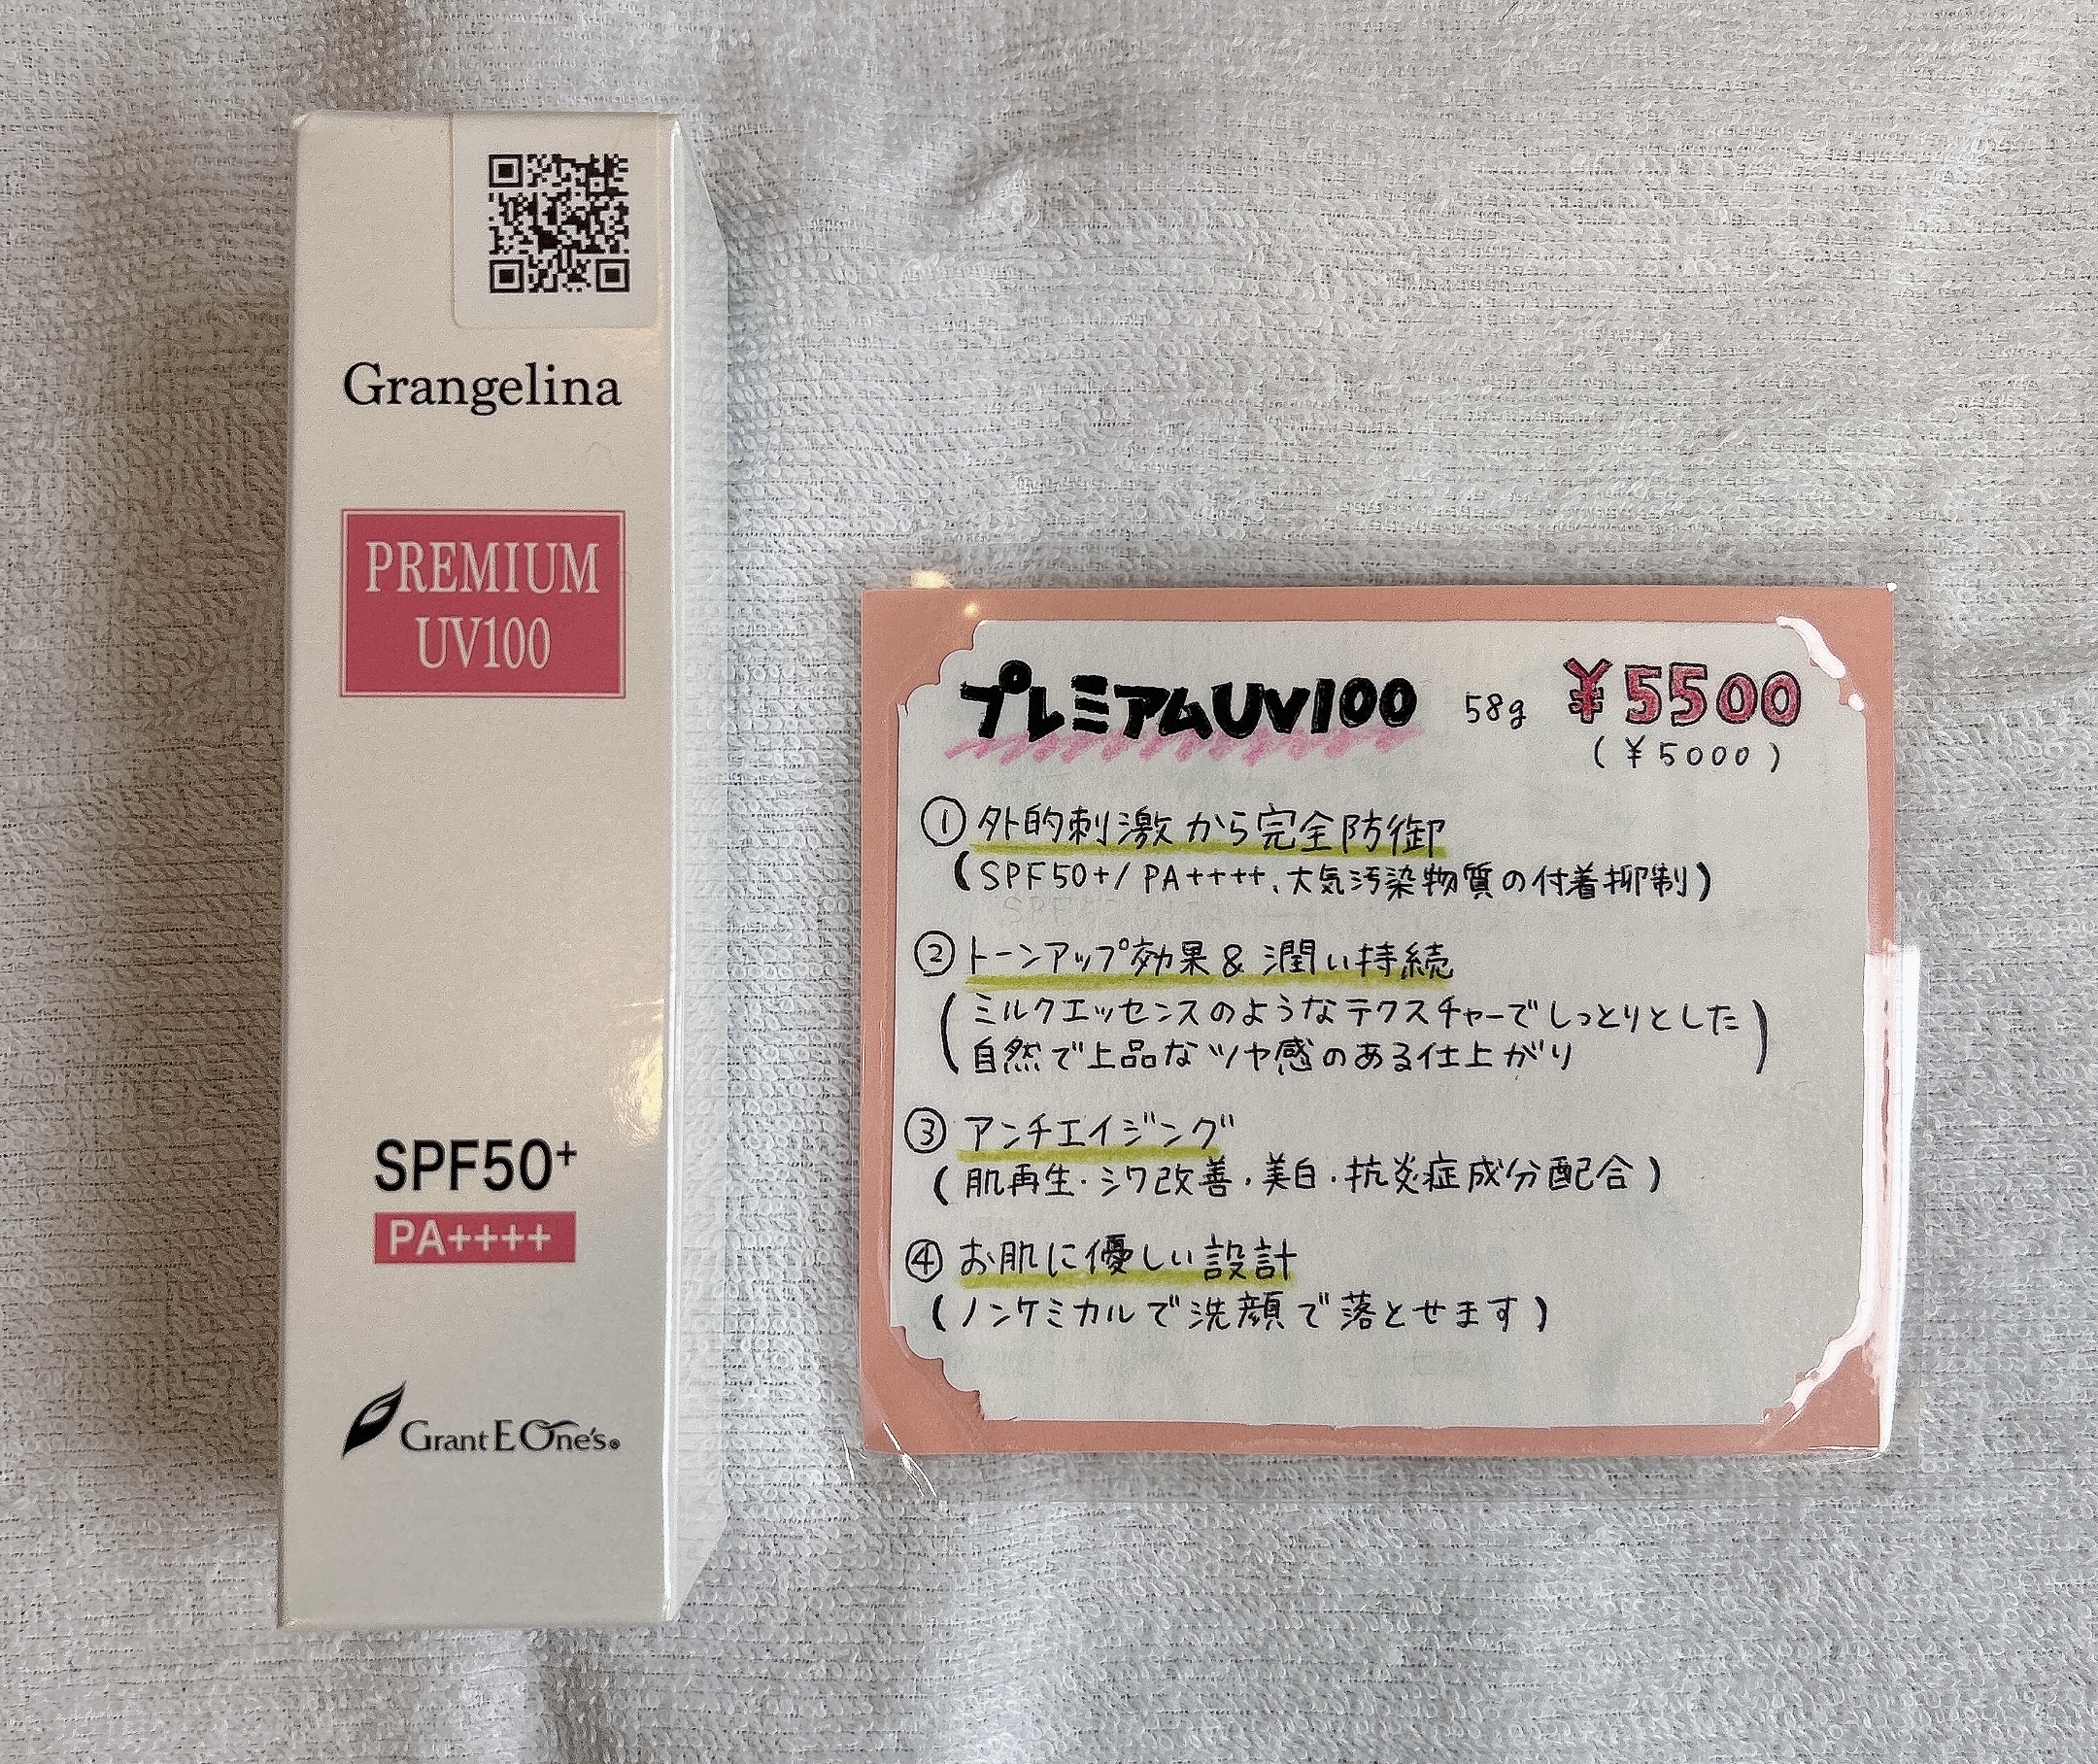 Grangelina
PREMIUM
UV100
SPF50+
PA++++
Grant E One's
プレミアムUV100 58g ¥5500
(¥5000)
① 外的刺激から完全防御
(SPF50+/PA++++、大気汚染物質の付着抑制)
② トーンアップ効果&潤い持続
(ミルクエッセンスのようなテクスチャーでしっとりとした
自然で上品なツヤ感のある仕上がり)
③ アンチエイジング
(肌再生・シワ改善・美白・抗炎症成分配合)
④ お肌に優しい設計
(ノンケミカルで洗顔で落とせます)